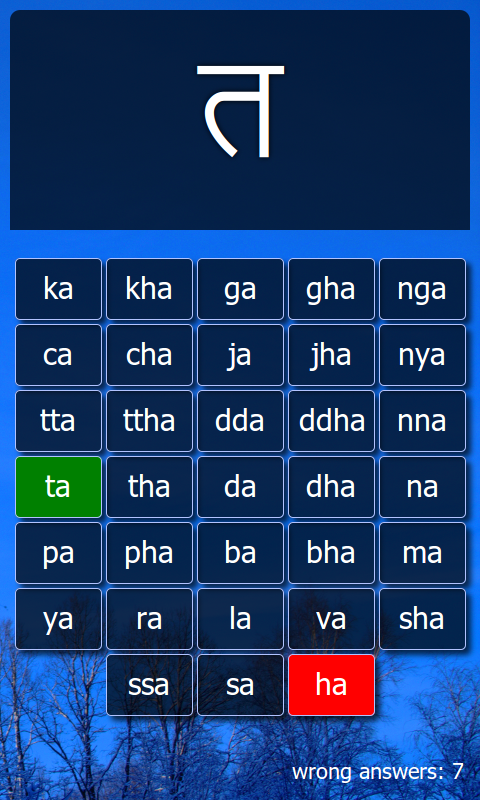 त
ka kha ga gha nga
ca cha ja jha nya
tta ttha dda ddha nna
ta tha da dha na
pa pha ba bha ma
ya ra la va sha
ssa sa ha
wrong answers: 7